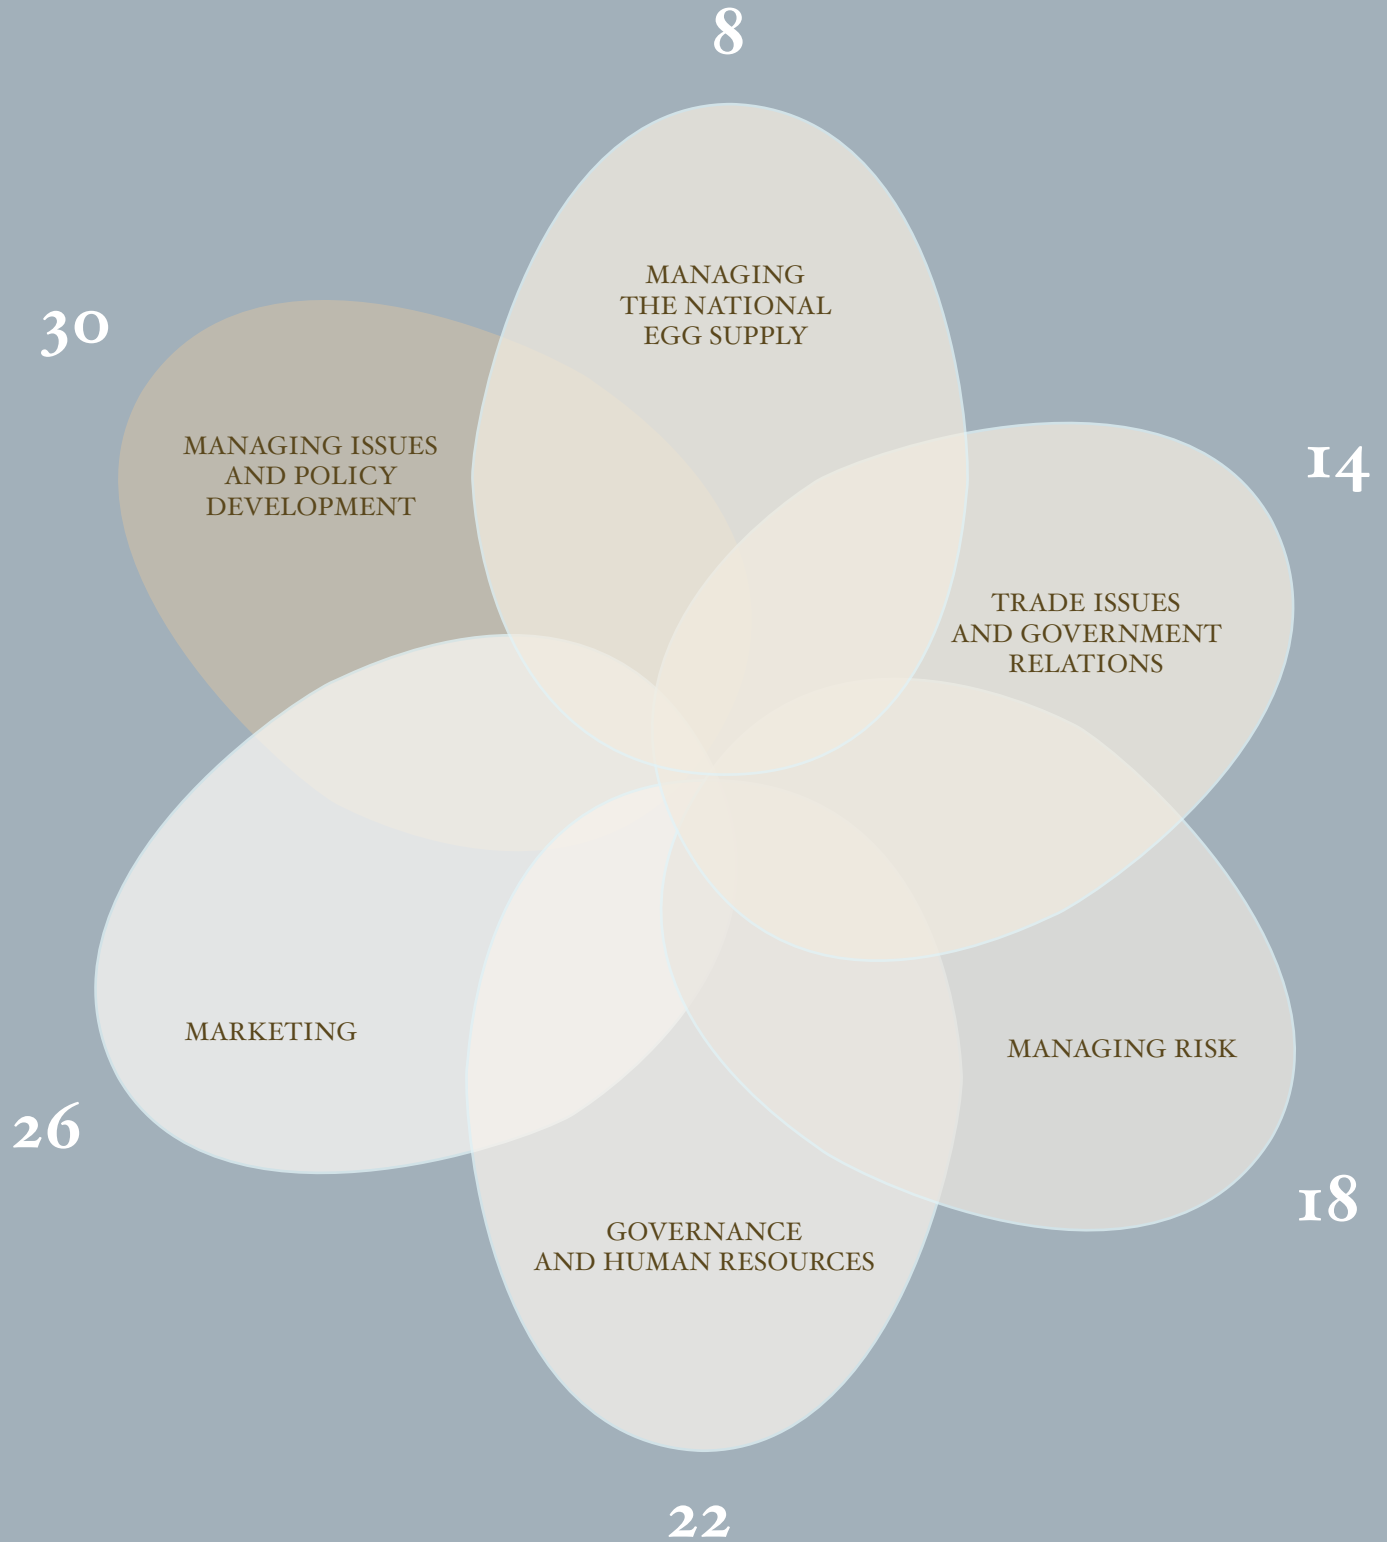 8
MANAGING
THE NATIONAL
EGG SUPPLY
30
MANAGING ISSUES
AND POLICY
DEVELOPMENT
14
TRADE ISSUES
AND GOVERNMENT
RELATIONS
MARKETING
26
MANAGING RISK
18
GOVERNANCE
AND HUMAN RESOURCES
22